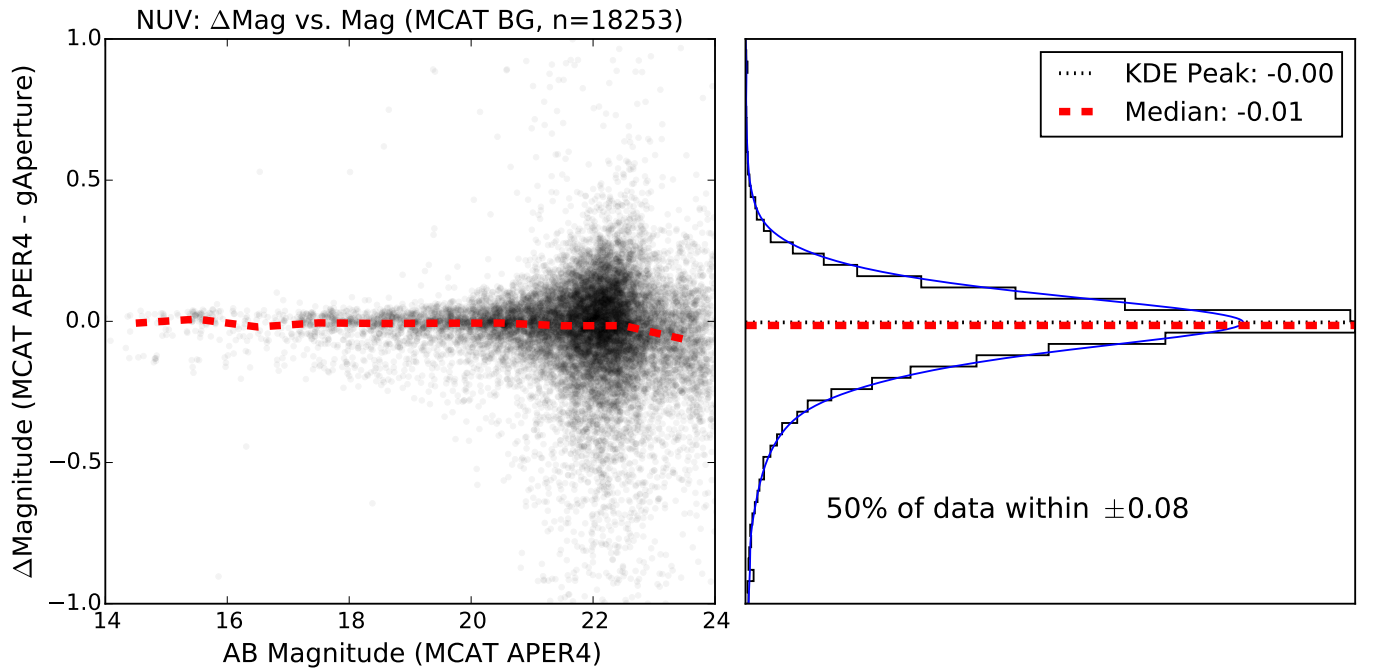 NUV: ΔMag vs. Mag (MCAT BG, n=18253)
ΔMagnitude (MCAT APER4 - gAperture)
1.0
0.5
0.0
−0.5
−1.0
14 16 18 20 22 24
AB Magnitude (MCAT APER4)
KDE Peak: -0.00
Median: -0.01
50% of data within ±0.08